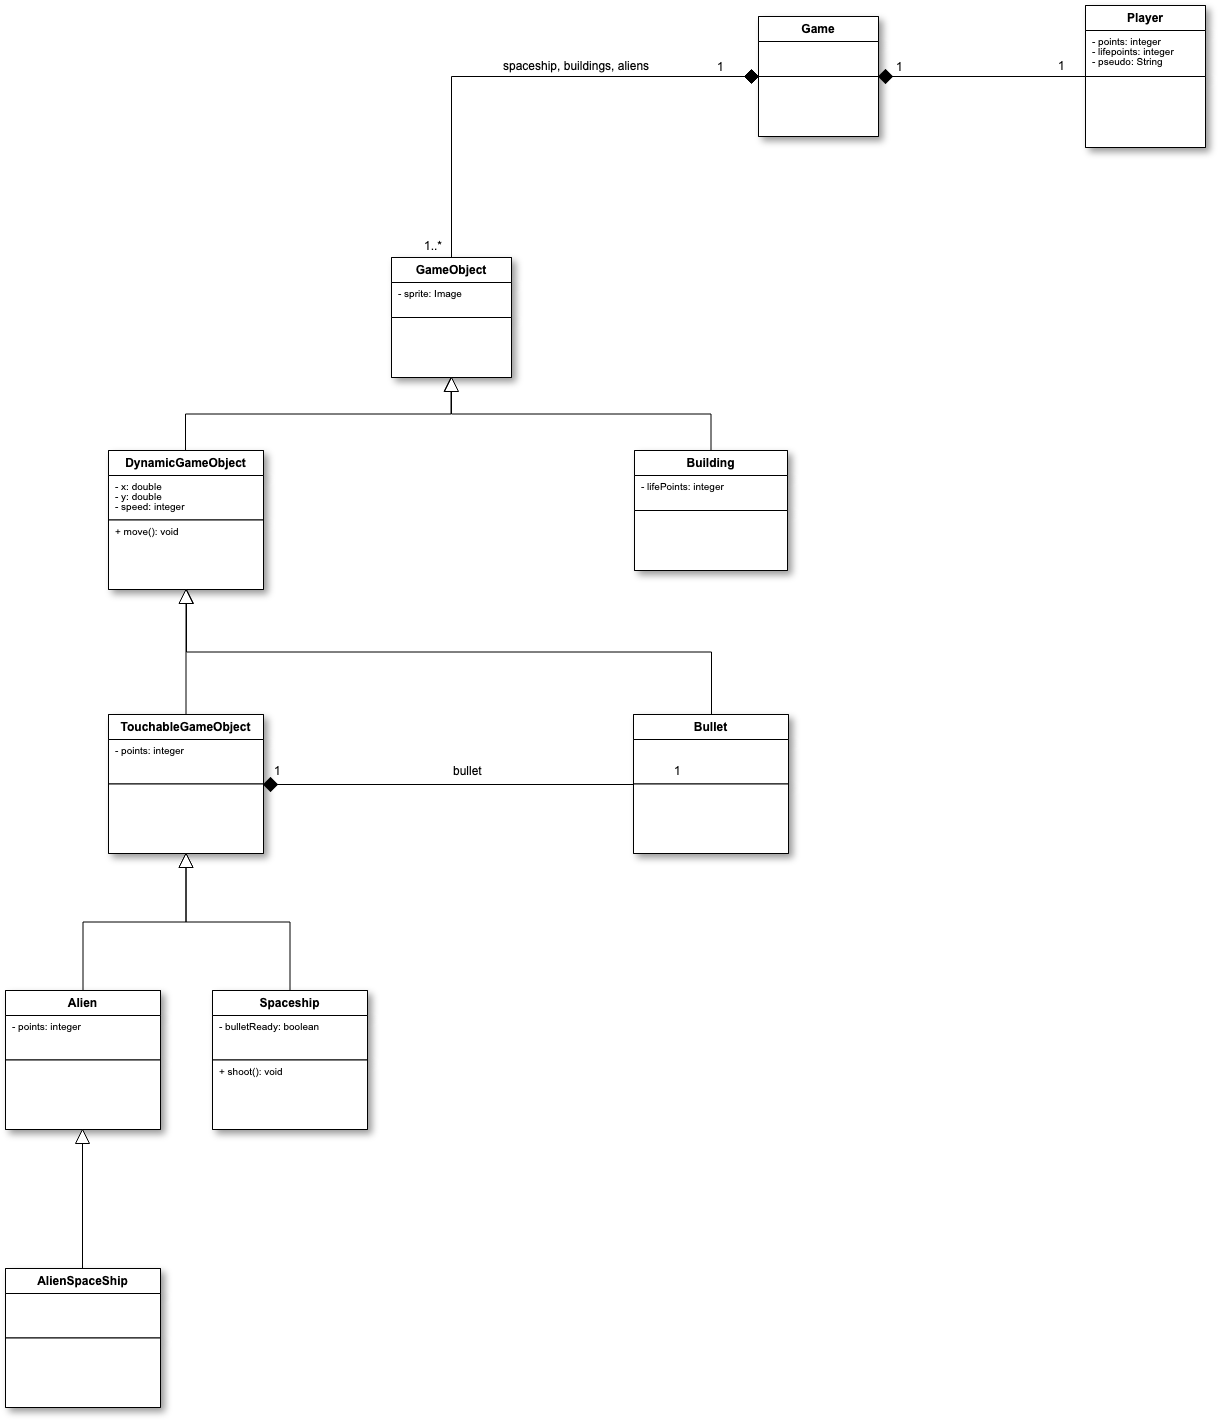 Player
- points: integer
- lifepoints: integer
- pseudo: String
Game
spaceship, buildings, aliens
1
1
1
1..*
GameObject
- sprite: Image
DynamicGameObject
- x: double
- y: double
- speed: integer
+ move(): void
Building
- lifePoints: integer
TouchableGameObject
- points: integer
1
bullet
Bullet
1
Alien
- points: integer
Spaceship
- bulletReady: boolean
+ shoot(): void
AlienSpaceShip